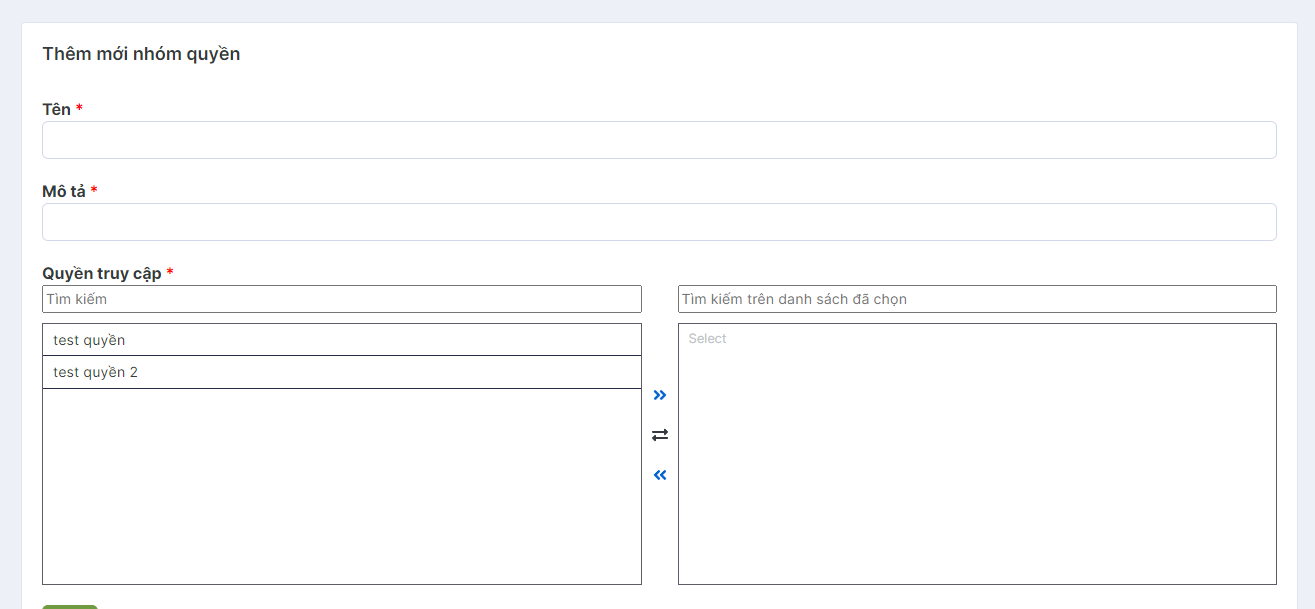 Thêm mới nhóm quyền
Tên *
Mô tả *
Quyền truy cập *
Tìm kiếm
Tìm kiếm trên danh sách đã chọn
test quyền
Select
test quyền 2